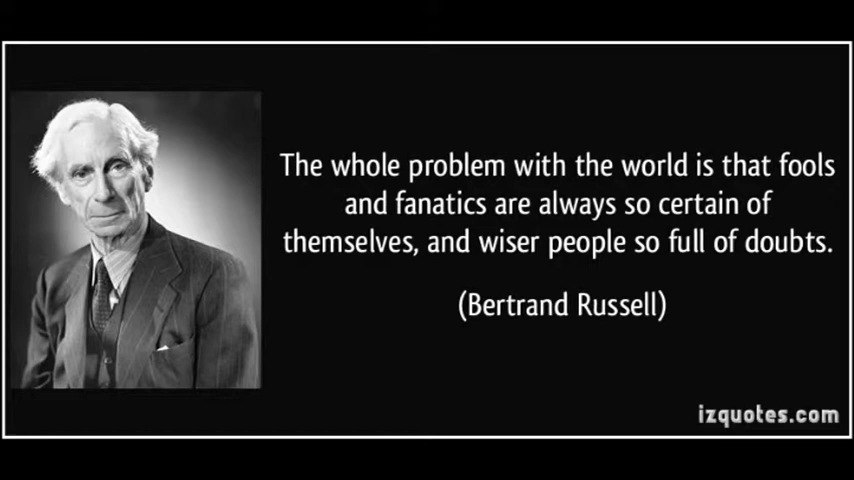 The whole problem with the world is that fools
and fanatics are always so certain of
themselves, and wiser people so full of doubts.
(Bertrand Russell)
izquotes.com